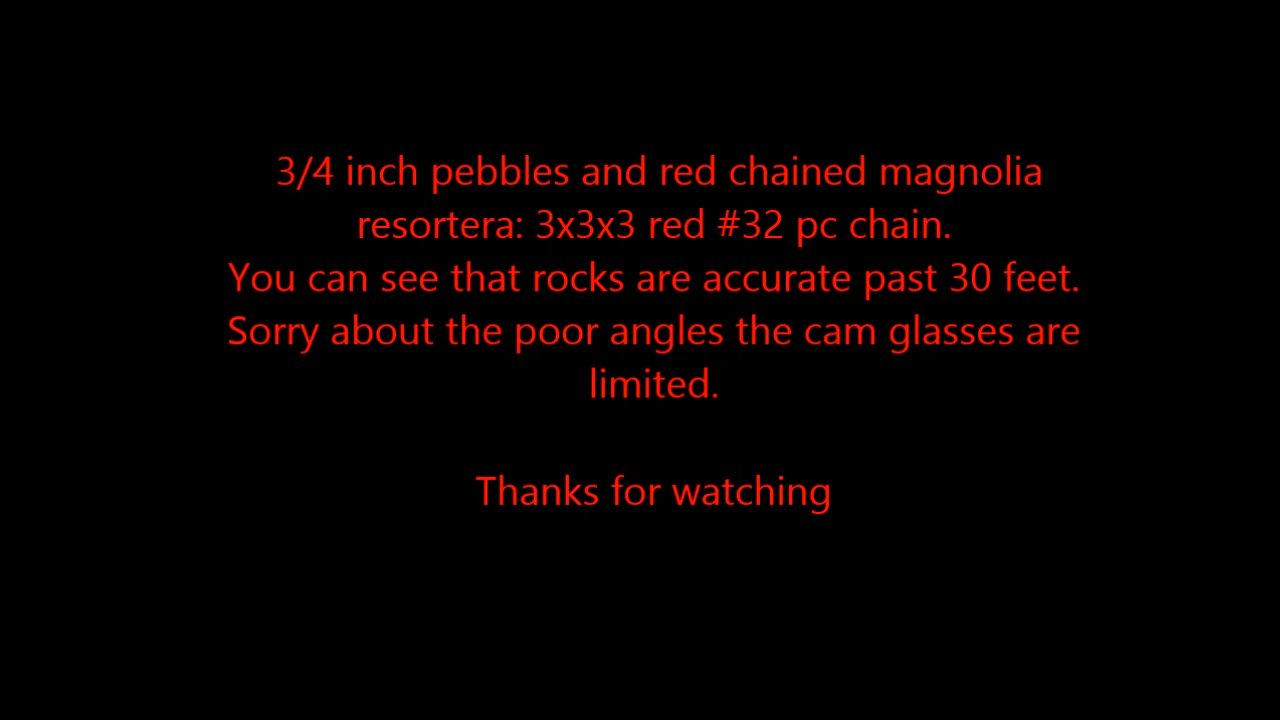 3/4 inch pebbles and red chained magnolia
resortera: 3x3x3 red #32 pc chain.
You can see that rocks are accurate past 30 feet.
Sorry about the poor angles the cam glasses are
limited.
Thanks for watching